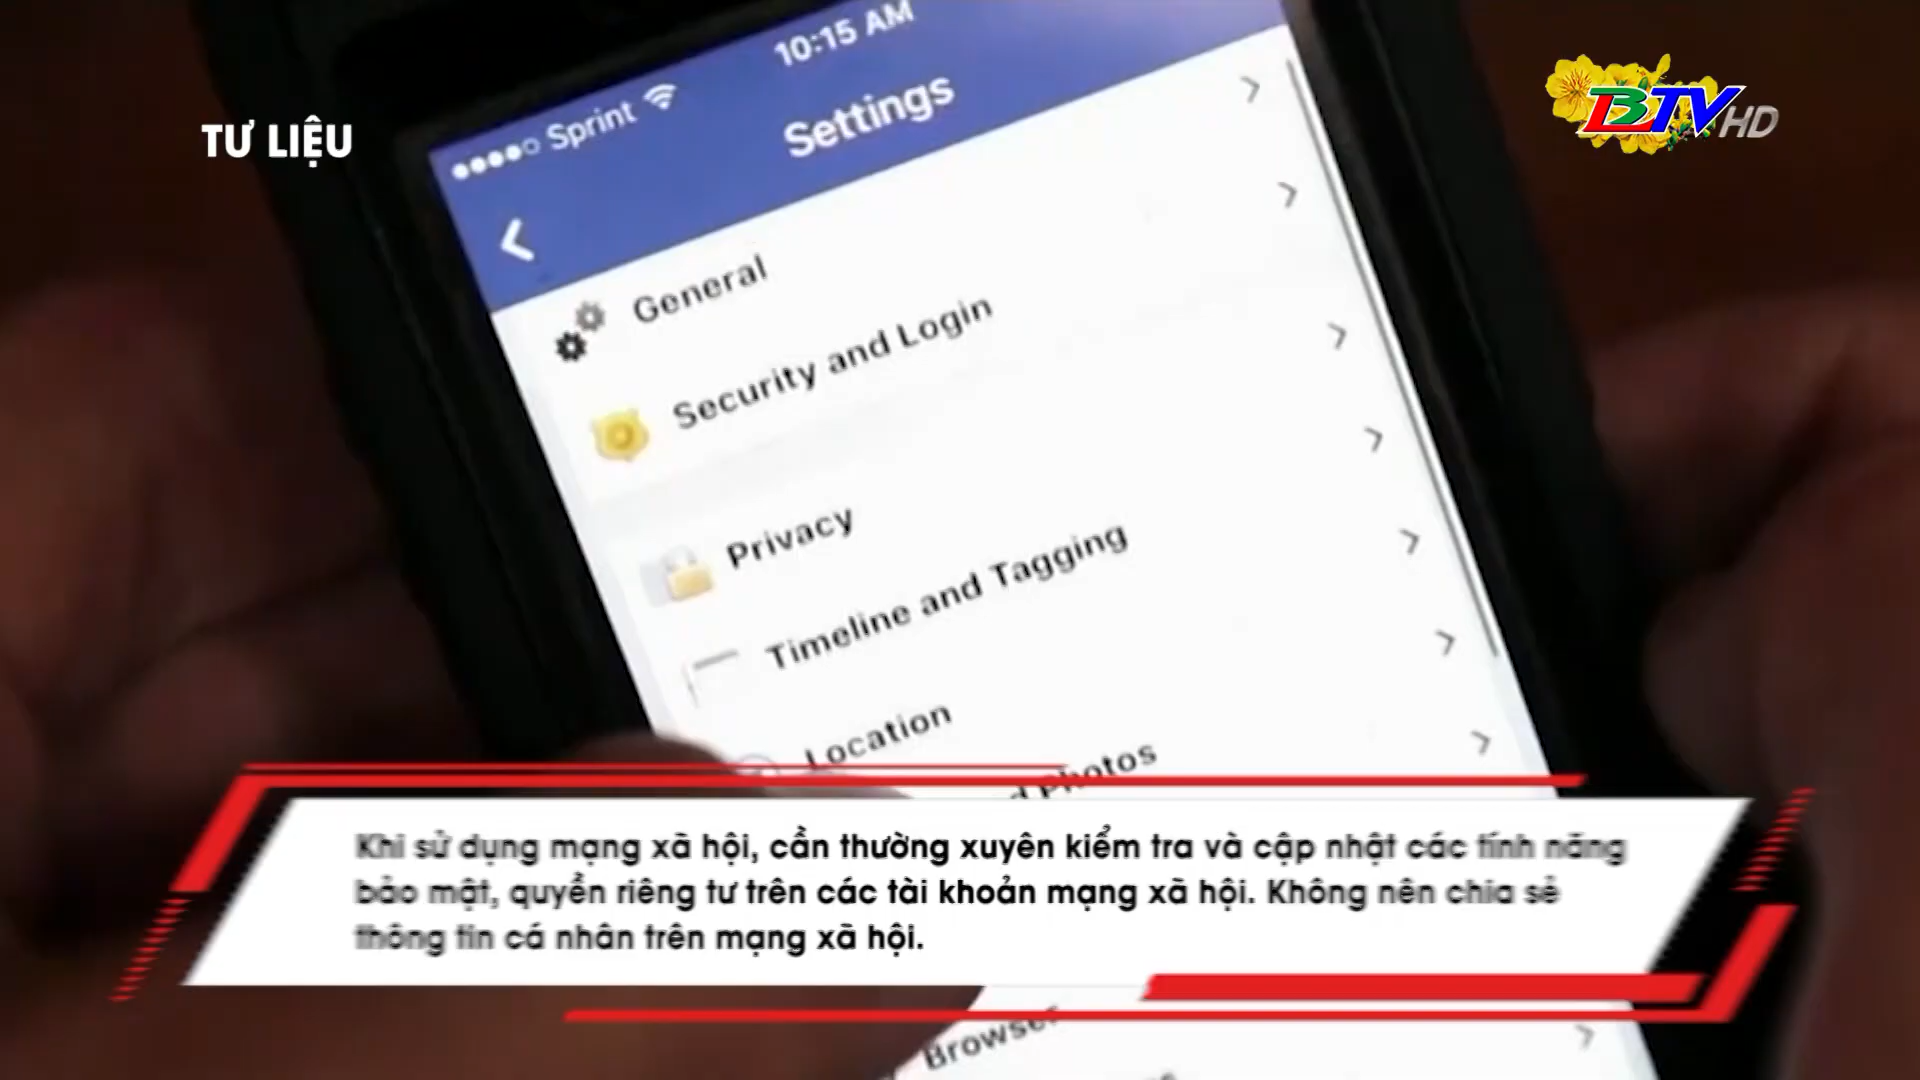 10:15 AM
Sprint
Settings
TƯ LIỆU
BTV HD
General
Security and Login
Privacy
Timeline and Tagging
Location
Photos
Khi sử dụng mạng xã hội, cần thường xuyên kiểm tra và cập nhật các tính năng
bảo mật, quyền riêng tư trên các tài khoản mạng xã hội. Không nên chia sẻ
thông tin cá nhân trên mạng xã hội.
Browser